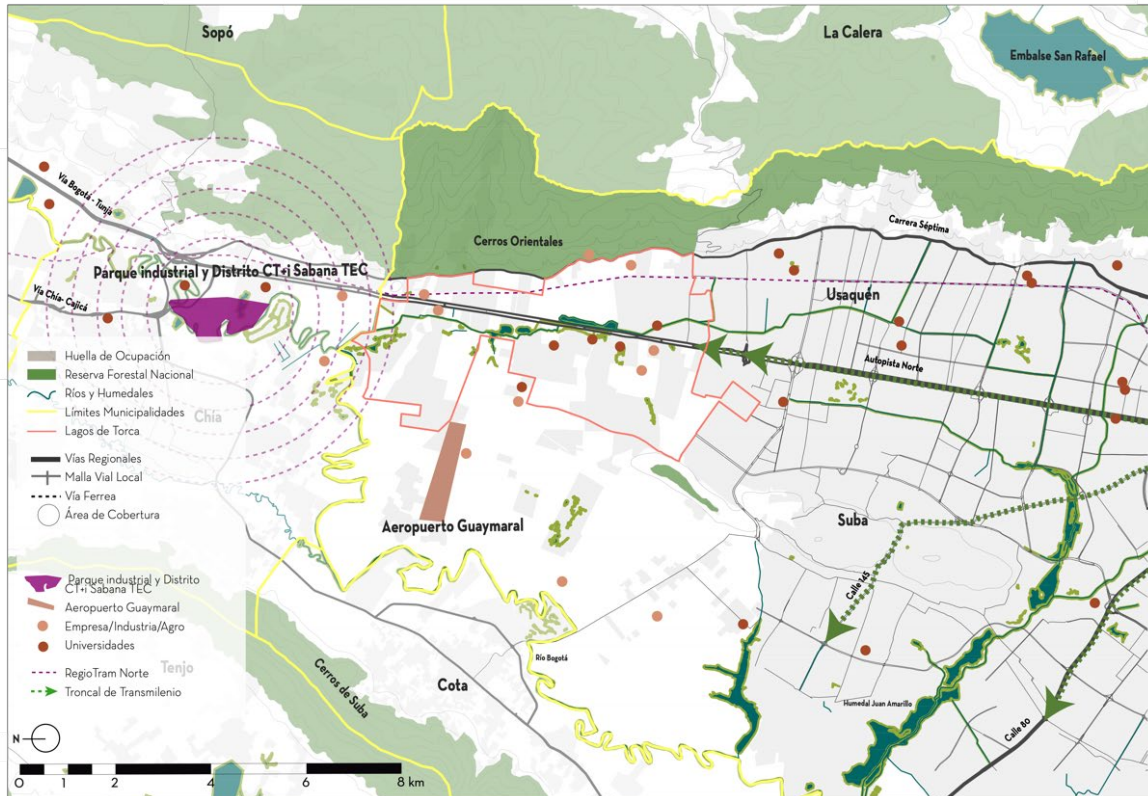 Sopó
La Calera
Embalse San Rafael
Vía Bogotá - Tunja
Carrera Séptima
Cerros Orientales
Parque industrial y Distrito CT+i Sabana TEC
Usaquén
Vía Chía- Cajicá
Autopista Norte
Huella de Ocupación
Reserva Forestal Nacional
Ríos y Humedales
Límites Municipalidades
Chía
Lagos de Torca
Vías Regionales
Malla Vial Local
Vía Ferrea
Área de Cobertura
Suba
Aeropuerto Guaymaral
Parque industrial y Distrito
CT+i Sabana TEC
Aeropuerto Guaymaral
Empresa/Industria/Agro
Universidades
Calle 145
Tenjo
RegioTram Norte
Troncal de Transmilenio
Cerros de Suba
Río Bogotá
Cota
Humedal Juan Amarillo
Calle 80
N
0 1 2 4 6 8 km